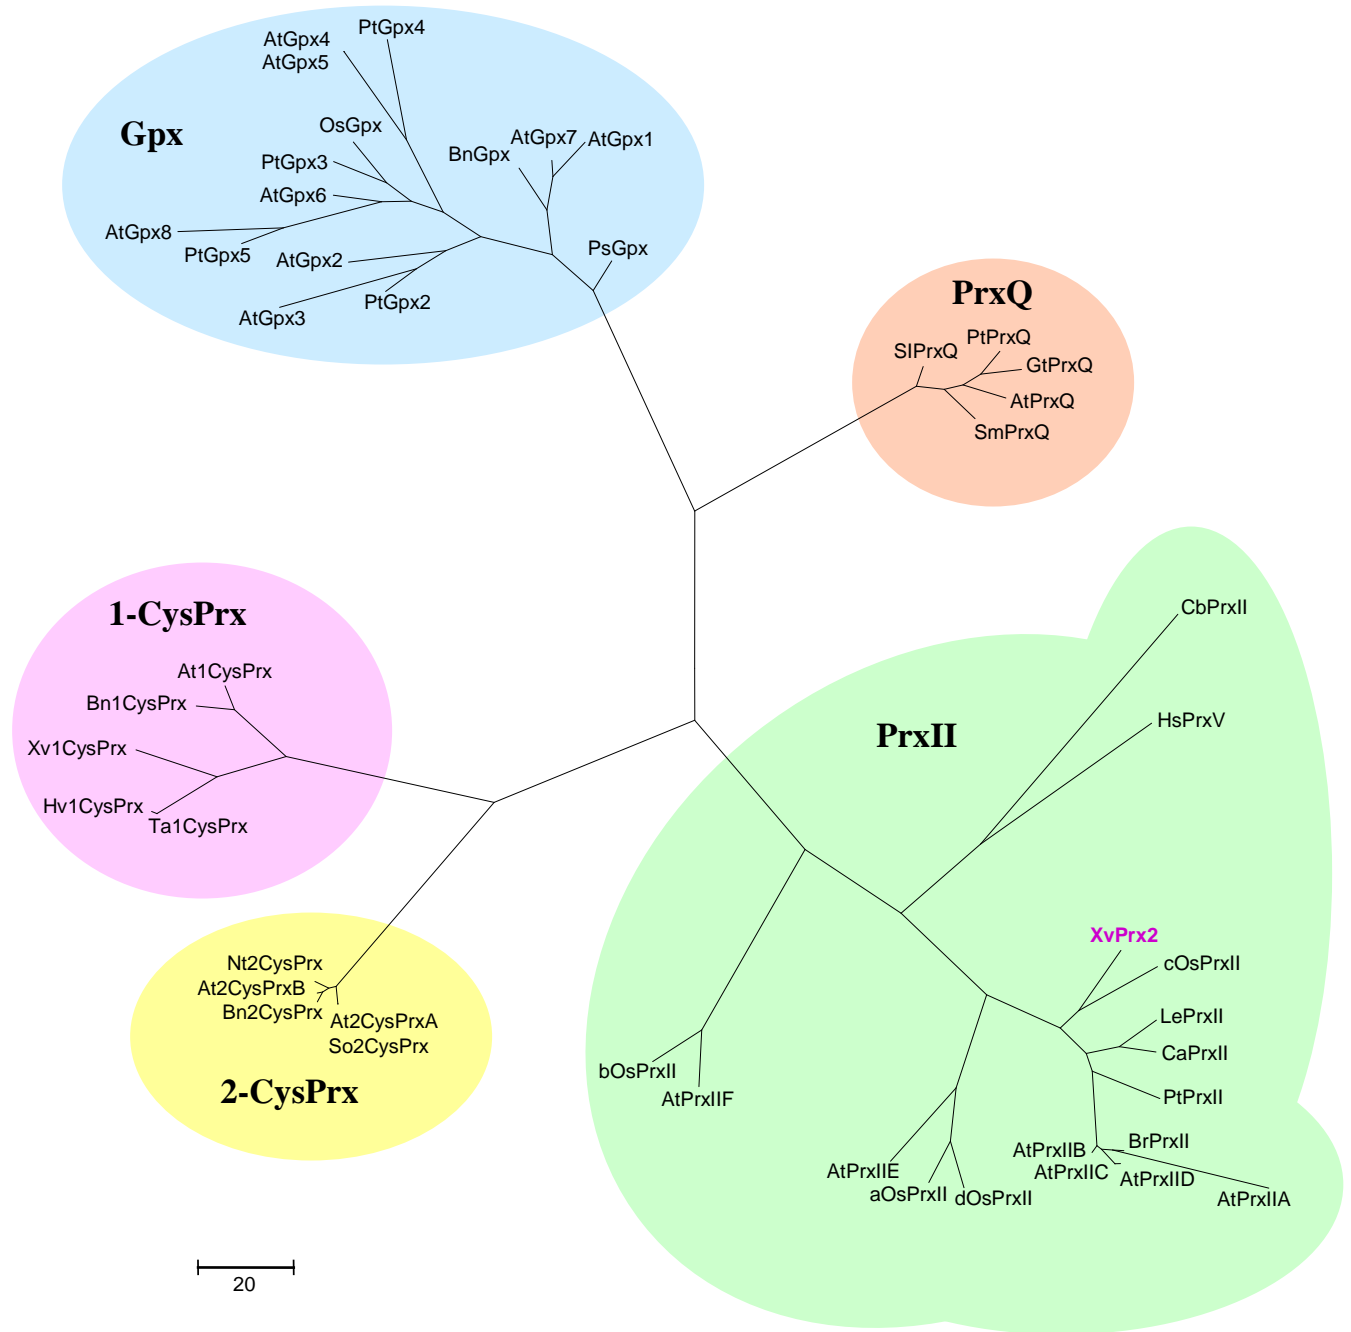 PtGpx4
AtGpx4
AtGpx5
Gpx
OsGpx
AtGpx7
AtGpx1
BnGpx
PtGpx3
AtGpx6
AtGpx8
PtGpx5
AtGpx2
PsGpx
PtGpx2
AtGpx3
PrxQ
PtPrxQ
SlPrxQ
GtPrxQ
AtPrxQ
SmPrxQ
1-CysPrx
At1CysPrx
Bn1CysPrx
Xv1CysPrx
Hv1CysPrx
Ta1CysPrx
CbPrxII
HsPrxV
PrxII
XvPrx2
cOsPrxII
LePrxII
CaPrxII
PtPrxII
BrPrxII
AtPrxIIB
AtPrxIIC
AtPrxIID
AtPrxIIA
AtPrxIIE
aOsPrxII
dOsPrxII
bOsPrxII
AtPrxIIF
Nt2CysPrx
At2CysPrxB
Bn2CysPrx
At2CysPrxA
So2CysPrx
2-CysPrx
20